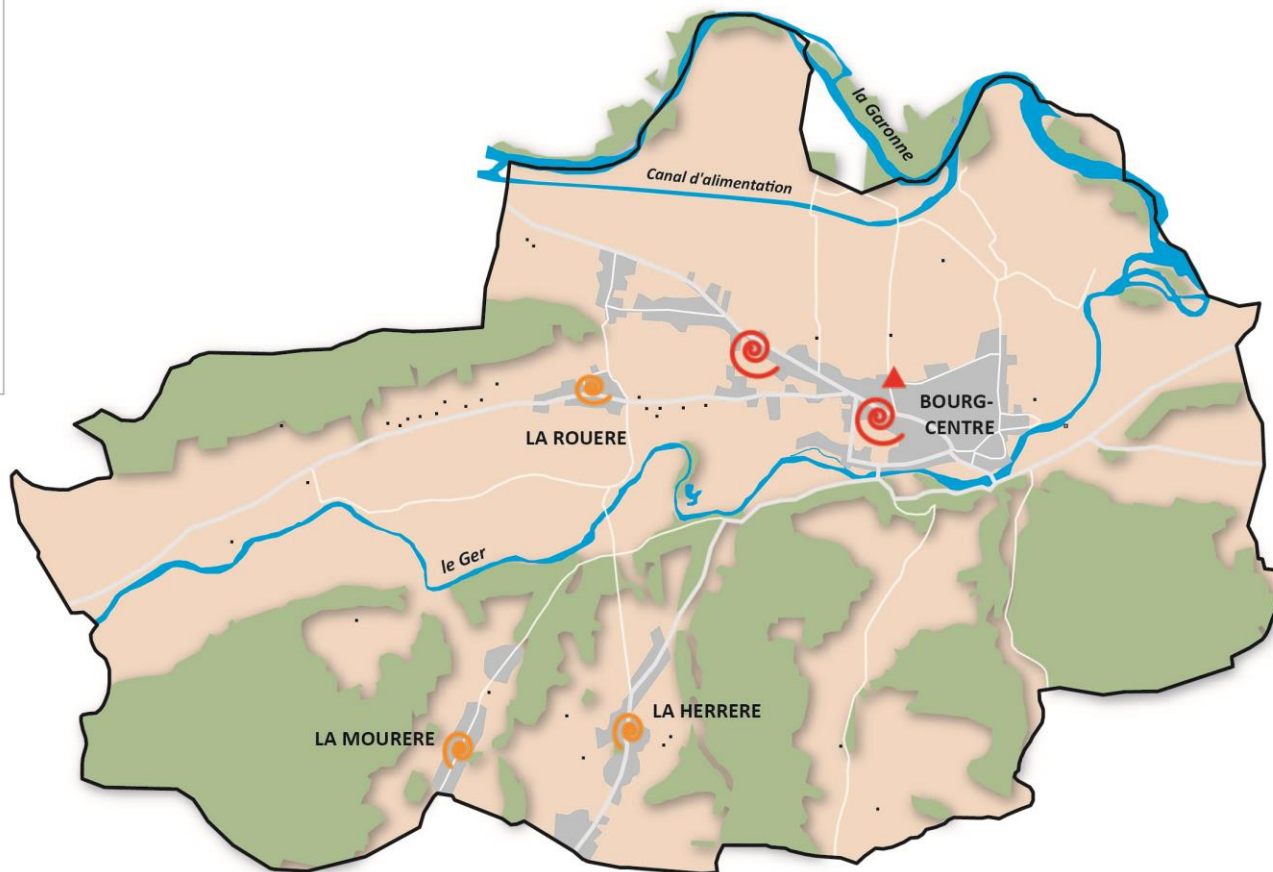 la Garonne
Canal d'alimentation
BOURG-
CENTRE
LA ROUERE
le Ger
LA HERRERE
LA MOURERE